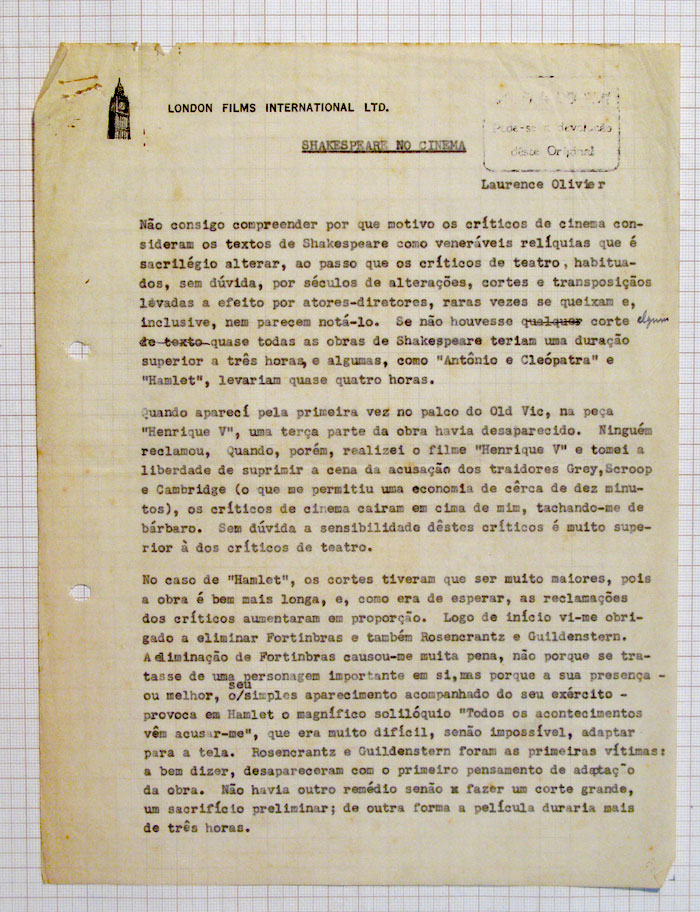 LONDON FILMS INTERNATIONAL LTD.
Pede-se a devolução
dêste Original
SHAKESPEARE NO CINEMA
Laurence Olivier
Não consigo compreender por que motivo os críticos de cinema con-
sideram os textos de Shakespeare como veneráveis relíquias que é
sacrilégio alterar, ao passo que os críticos de teatro, habitua-
dos, sem dúvida, por séculos de alterações, cortes e transposições
levadas a efeito por atores-diretores, raras vezes se queixam e,
inclusive, nem parecem notá-lo. Se não houvesse qualquer corte algum
de texto quase todas as obras de Shakespeare teriam uma duração
superior a três horas, e algumas, como "Antônio e Cleópatra" e
"Hamlet", levariam quase quatro horas.
Quando aparecí pela primeira vez no palco do Old Vic, na peça
"Henrique V", uma terça parte da obra havia desaparecido. Ninguém
reclamou, Quando, porém, realizei o filme "Henrique V" e tomei a
liberdade de suprimir a cena da acusação dos traidores Grey,Scroop
e Cambridge (o que me permitiu uma economia de cêrca de dez minu-
tos), os críticos de cinema cairam em cima de mim, tachando-me de
bárbaro. Sem dúvida a sensibilidade dêstes críticos é muito supe-
rior à dos críticos de teatro.
No caso de "Hamlet", os cortes tiveram que ser muito maiores, pois
a obra é bem mais longa, e, como era de esperar, as reclamações
dos críticos aumentaram em proporção. Logo de início vi-me obri-
gado a eliminar Fortinbras e também Rosencrantz e Guildenstern.
A eliminação de Fortinbras causou-me muita pena, não porque se tra-
tasse de uma personagem importante em si,mas porque a sua presença -
ou melhor, o/seu simples aparecimento acompanhado do seu exército -
provoca em Hamlet o magnífico solilóquio "Todos os acontecimentos
vêm acusar-me", que era muito difícil, senão impossível, adaptar
para a tela. Rosencrantz e Guildenstern foram as primeiras vítimas:
a bem dizer, desapareceram com o primeiro pensamento de adptaç~o
da obra. Não havia outro remédio senão x fazer um corte grande,
um sacrifício preliminar; de outra forma a película duraria mais
de três horas.